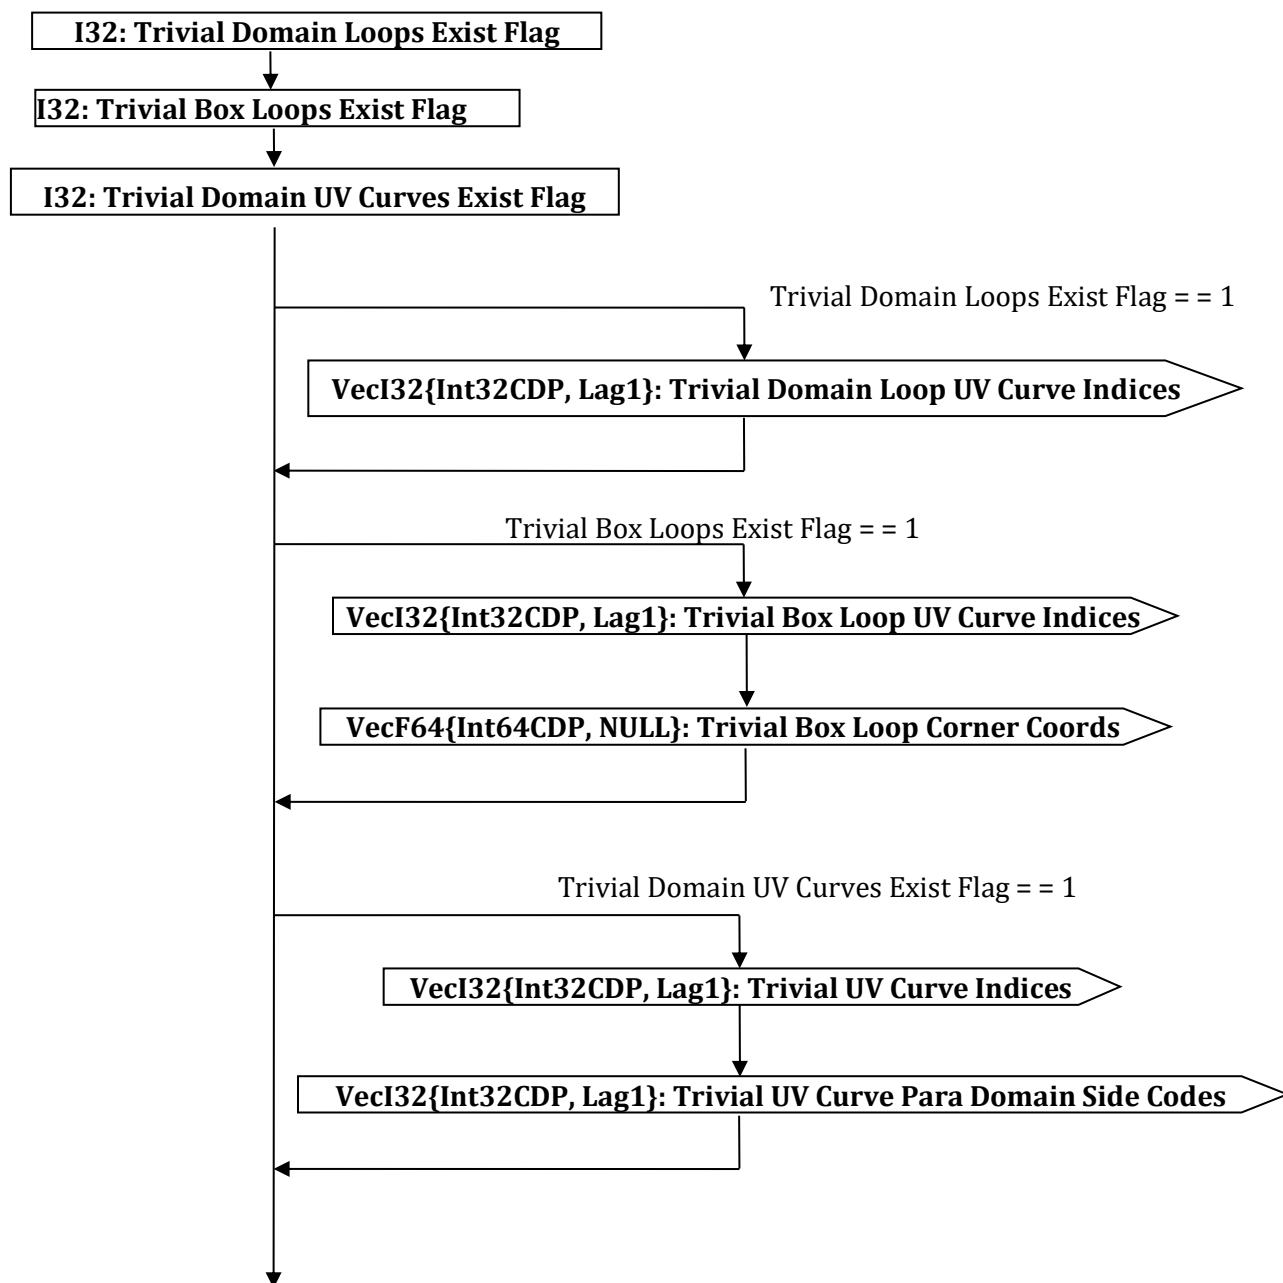 I32: Trivial Domain Loops Exist Flag
I32: Trivial Box Loops Exist Flag
I32: Trivial Domain UV Curves Exist Flag
Trivial Domain Loops Exist Flag = = 1
VecI32{Int32CDP, Lag1}: Trivial Domain Loop UV Curve Indices
Trivial Box Loops Exist Flag = = 1
VecI32{Int32CDP, Lag1}: Trivial Box Loop UV Curve Indices
VecF64{Int64CDP, NULL}: Trivial Box Loop Corner Coords
Trivial Domain UV Curves Exist Flag = = 1
VecI32{Int32CDP, Lag1}: Trivial UV Curve Indices
VecI32{Int32CDP, Lag1}: Trivial UV Curve Para Domain Side Codes